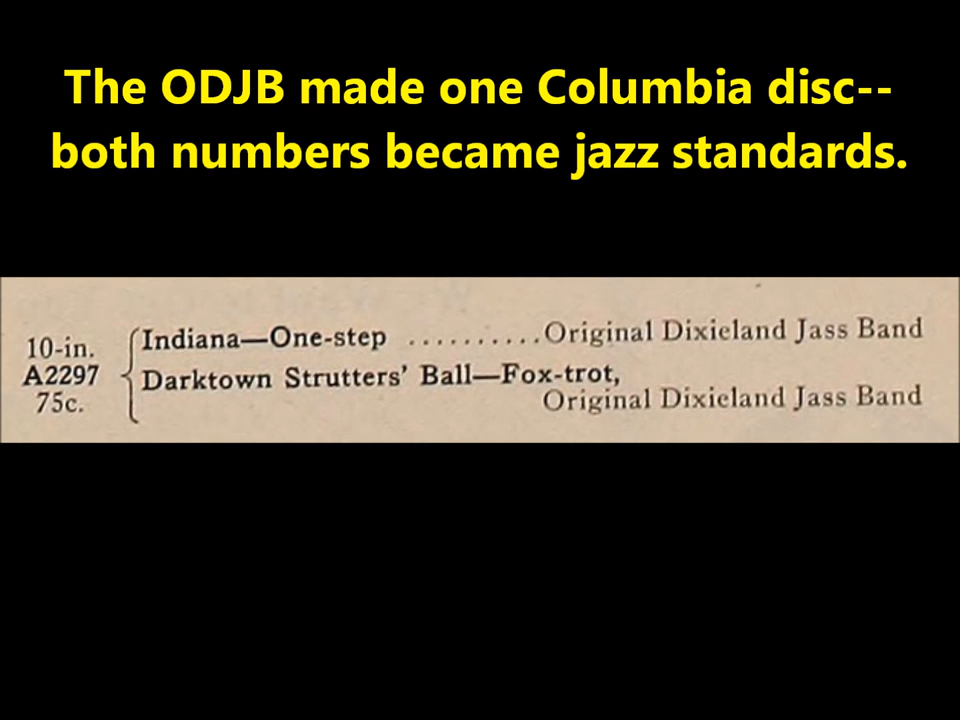 The ODJB made one Columbia disc--
both numbers became jazz standards.
10-in.
A2297
75c.
Indiana—One-step ..........Original Dixieland Jass Band
Darktown Strutters' Ball—Fox-trot,
Original Dixieland Jass Band